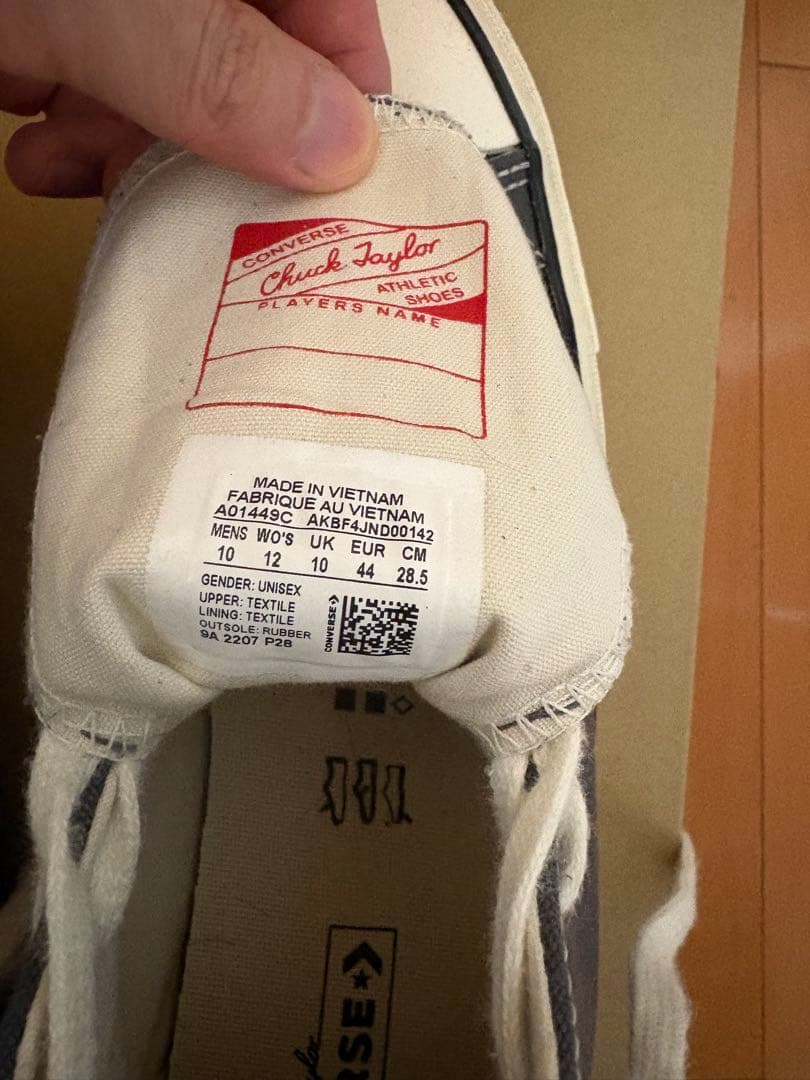 CONVERSE
Chuck Taylor
ATHLETIC
SHOES
PLAYERS NAME
MADE IN VIETNAM
FABRIQUE AU VIETNAM
A01449C AKBF4JND00142
MENS WO'S UK EUR CM
10 12 10 44 28.5
GENDER: UNISEX
UPPER: TEXTILE
LINING: TEXTILE
OUTSOLE: RUBBER
9A 2207 P2B
CONVERSE